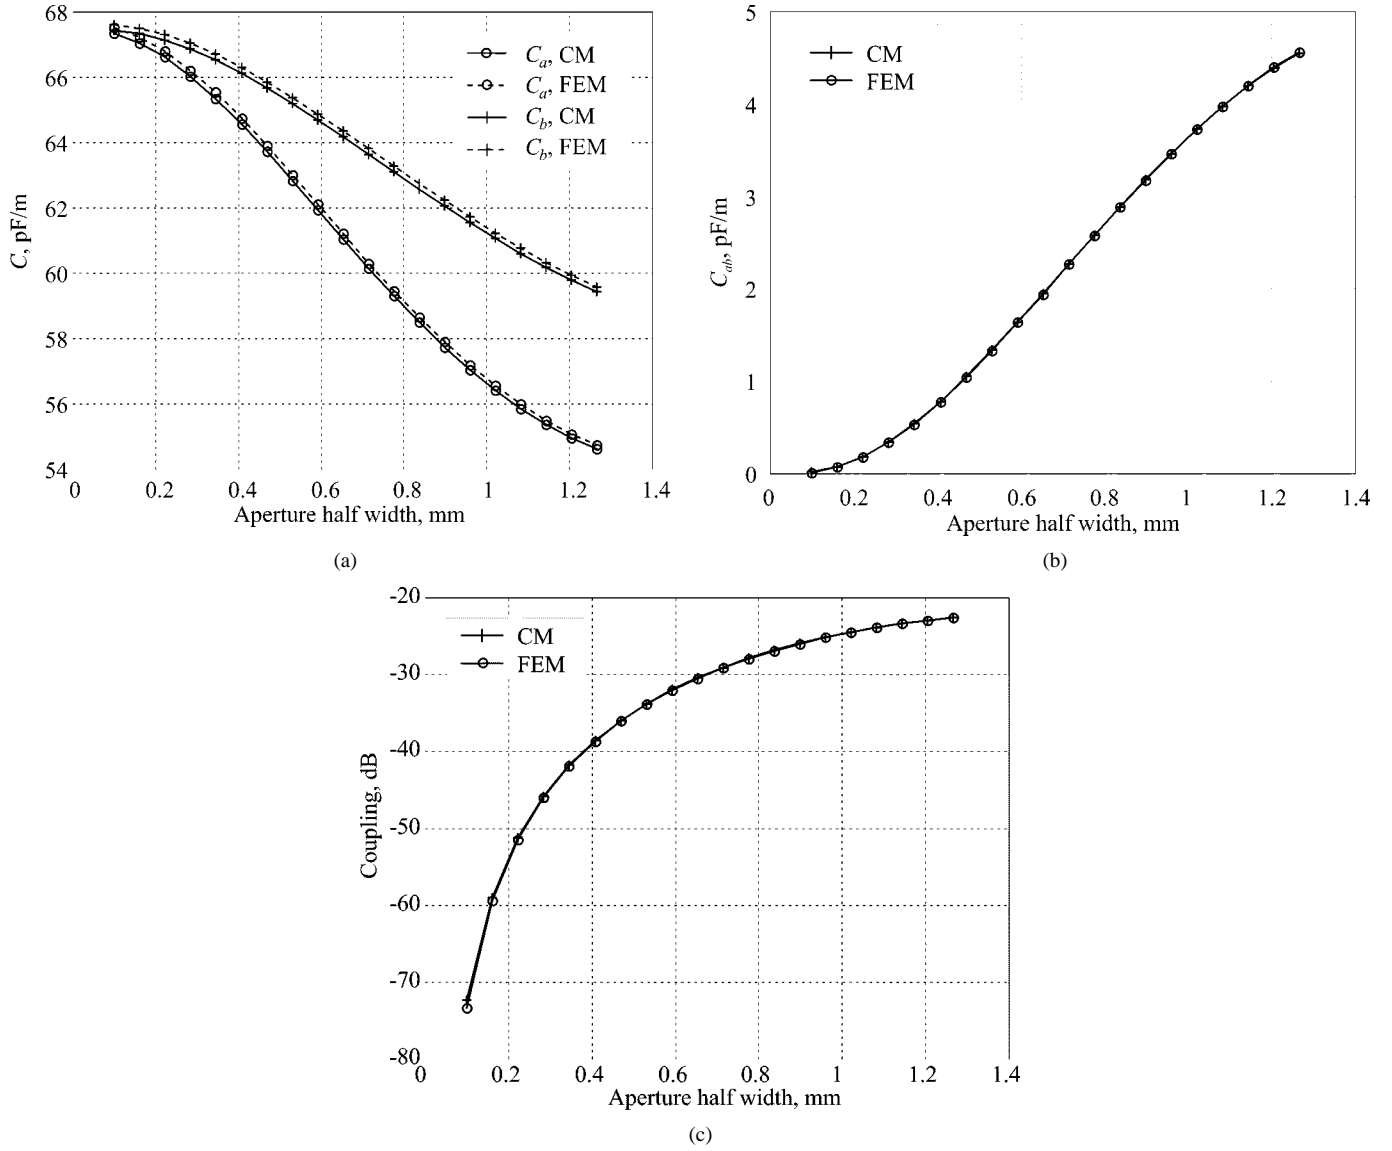 68
66
64
62
60
58
56
54
C, pF/m
Ca, CM
Ca, FEM
Cb, CM
Cb, FEM
0 0.2 0.4 0.6 0.8 1 1.2 1.4
Aperture half width, mm
(a)
5
4
3
2
1
0
Cab, pF/m
CM
FEM
0 0.2 0.4 0.6 0.8 1 1.2 1.4
Aperture half width, mm
(b)
-20
-30
-40
-50
-60
-70
-80
Coupling, dB
CM
FEM
0 0.2 0.4 0.6 0.8 1 1.2 1.4
Aperture half width, mm
(c)